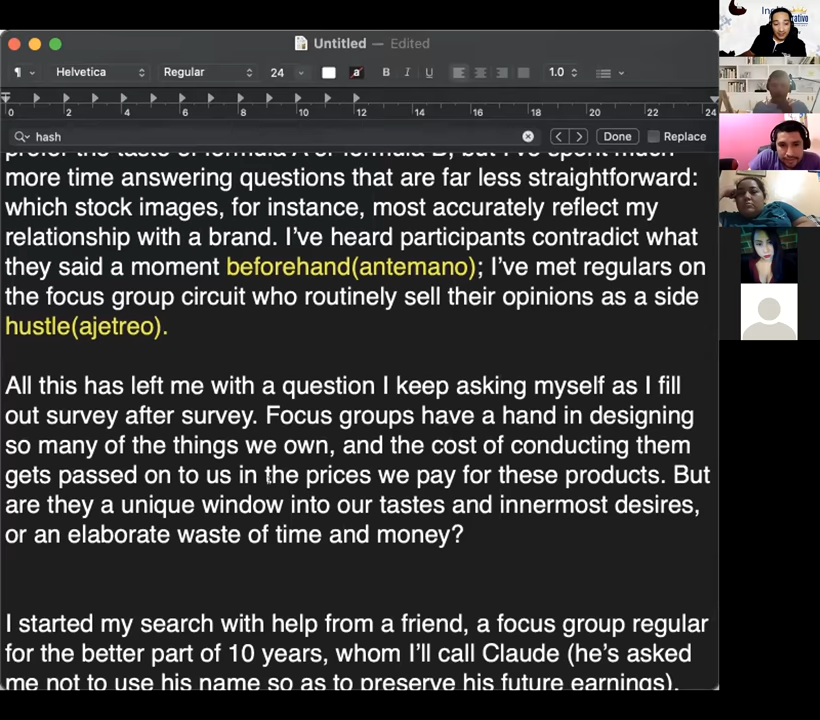 Untitled — Edited
Helvetica Regular 24 B I U 1.0
0 2 4 6 8 10 12 14 16 18 20 22 24
hash Done Replace
more time answering questions that are far less straightforward:
which stock images, for instance, most accurately reflect my
relationship with a brand. I've heard participants contradict what
they said a moment beforehand(antemano); I've met regulars on
the focus group circuit who routinely sell their opinions as a side
hustle(ajetreo).
All this has left me with a question I keep asking myself as I fill
out survey after survey. Focus groups have a hand in designing
so many of the things we own, and the cost of conducting them
gets passed on to us in the prices we pay for these products. But
are they a unique window into our tastes and innermost desires,
or an elaborate waste of time and money?
I started my search with help from a friend, a focus group regular
for the better part of 10 years, whom I'll call Claude (he's asked
me not to use his name so as to preserve his future earnings).